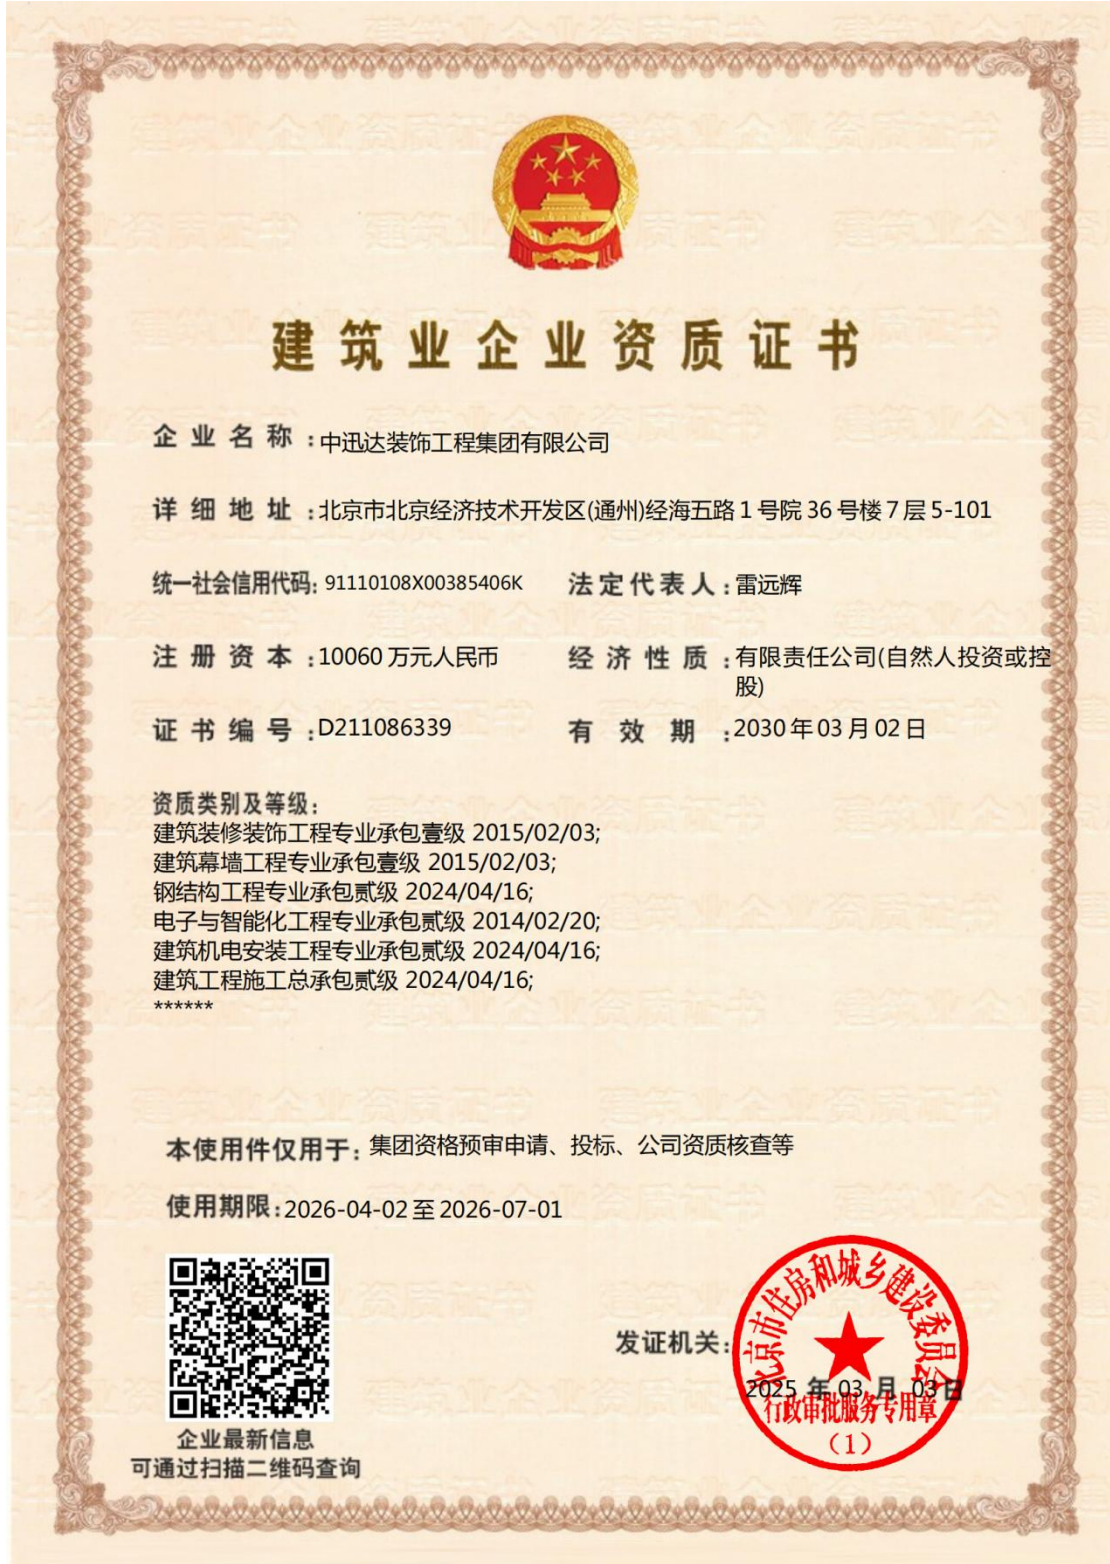 建筑业企业资质证书
企业名称:中迅达装饰工程集团有限公司
详细地址:北京市北京经济技术开发区(通州)经海五路1号院36号楼7层5-101
统一社会信用代码:91110108X00385406K 法定代表人:雷远辉
注册资本:10060万元人民币 经济性质:有限责任公司(自然人投资或控
股)
证书编号:D211086339 有效期:2030年03月02日
资质类别及等级:
建筑装修装饰工程专业承包壹级 2015/02/03;
建筑幕墙工程专业承包壹级 2015/02/03;
钢结构工程专业承包贰级 2024/04/16;
电子与智能化工程专业承包贰级 2014/02/20;
建筑机电安装工程专业承包贰级 2024/04/16;
建筑工程施工总承包贰级 2024/04/16;
******
本使用件仅用于:集团资格预审申请、投标、公司资质核查等
使用期限:2026-04-02至2026-07-01
企业最新信息
可通过扫描二维码查询
发证机关:
北京市住房和城乡建设委员会
2025年03月03日
行政审批服务专用章
(1)